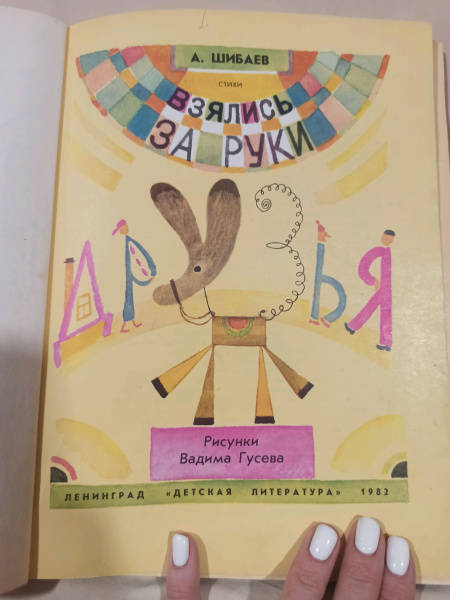 А. ШИБАЕВ
СТИХИ
ВЗЯЛИСЬ
ЗА РУКИ
ДРУЗЬЯ
Рисунки
Вадима Гусева
ЛЕНИНГРАД «ДЕТСКАЯ ЛИТЕРАТУРА» 1982